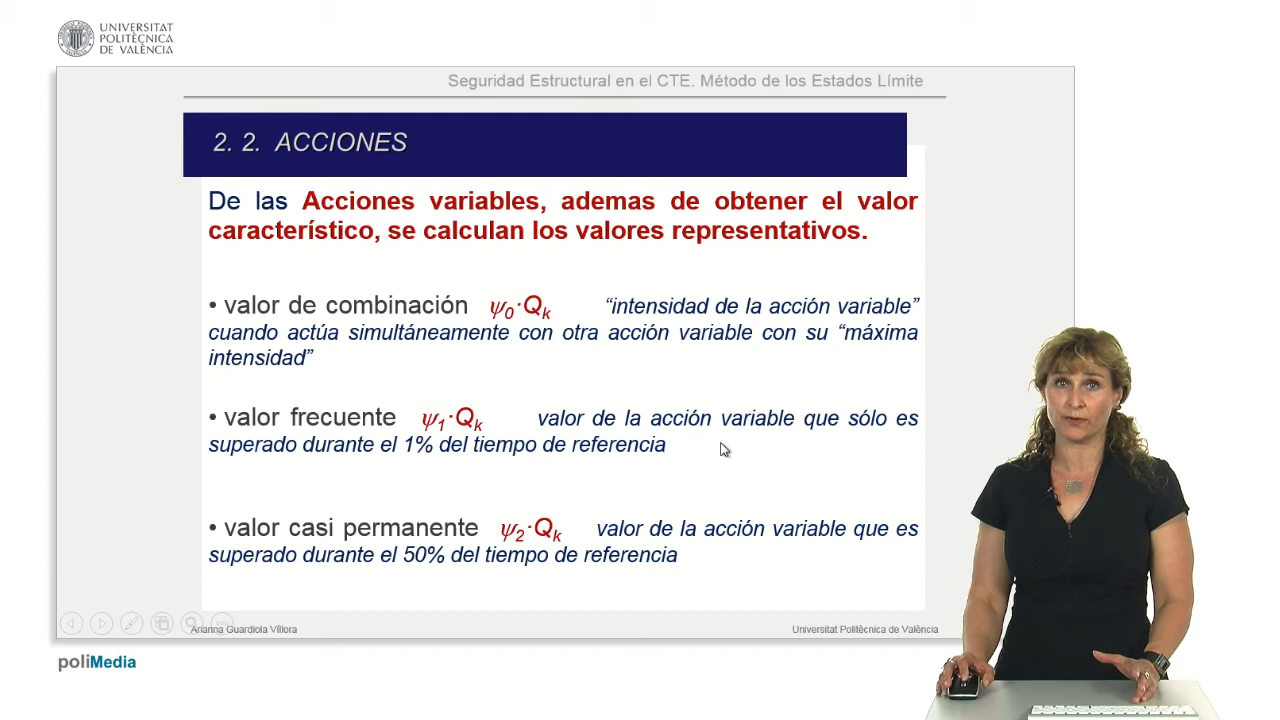 UNIVERSITAT
POLITÈCNICA
DE VALÈNCIA
Seguridad Estructural en el CTE. Método de los Estados Límite
2. 2. ACCIONES
De las Acciones variables, ademas de obtener el valor
característico, se calculan los valores representativos.
• valor de combinación ψ0·Qk “intensidad de la acción variable”
cuando actúa simultáneamente con otra acción variable con su “máxima
intensidad”
• valor frecuente ψ1·Qk valor de la acción variable que sólo es
superado durante el 1% del tiempo de referencia
• valor casi permanente ψ2·Qk valor de la acción variable que es
superado durante el 50% del tiempo de referencia
Arianna Guardiola Víllora
Universitat Politècnica de València
poliMedia